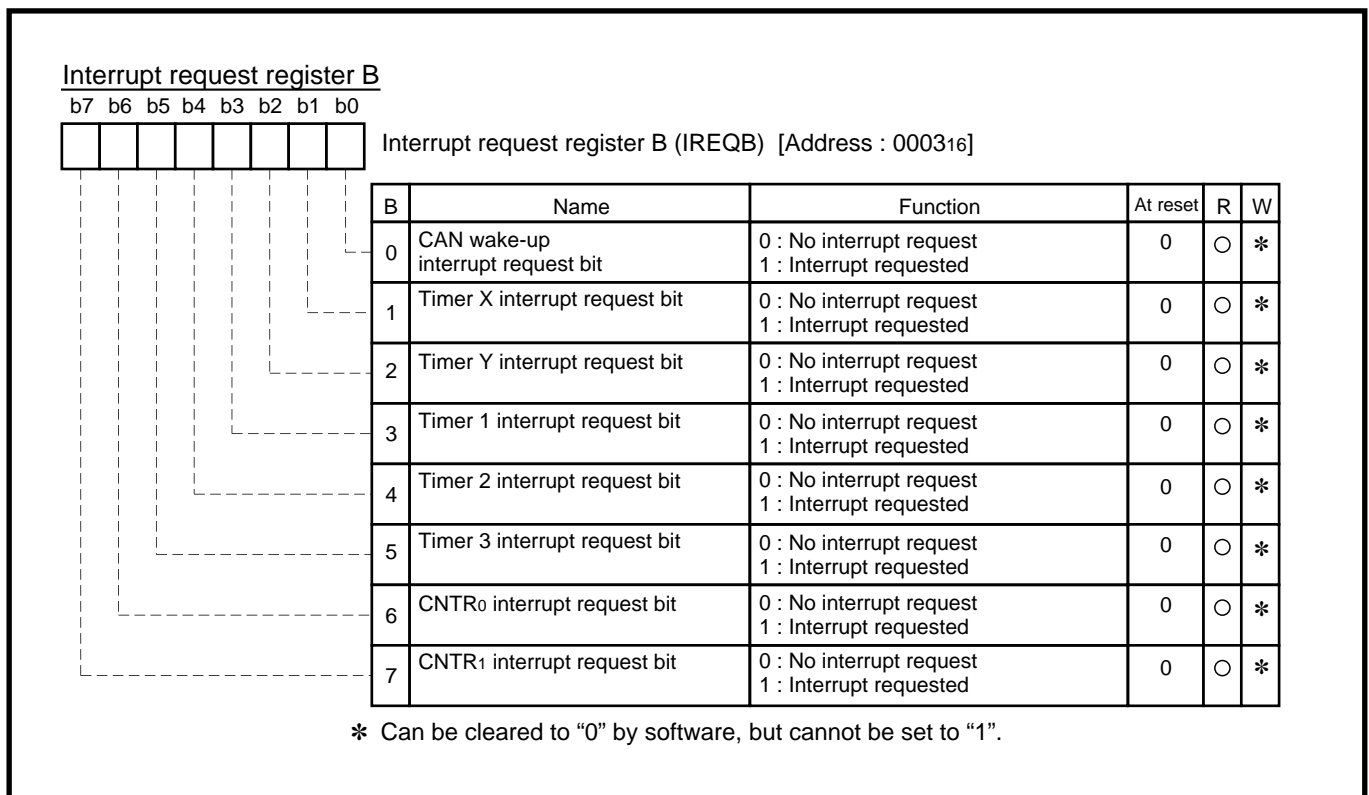 Interrupt request register B
b7 b6 b5 b4 b3 b2 b1 b0
Interrupt request register B (IREQB) [Address : 0003₁₆]
B Name Function At reset R W
0 CAN wake-up interrupt request bit 0 : No interrupt request 0 ○ ✻
1 : Interrupt requested
1 Timer X interrupt request bit 0 : No interrupt request 0 ○ ✻
1 : Interrupt requested
2 Timer Y interrupt request bit 0 : No interrupt request 0 ○ ✻
1 : Interrupt requested
3 Timer 1 interrupt request bit 0 : No interrupt request 0 ○ ✻
1 : Interrupt requested
4 Timer 2 interrupt request bit 0 : No interrupt request 0 ○ ✻
1 : Interrupt requested
5 Timer 3 interrupt request bit 0 : No interrupt request 0 ○ ✻
1 : Interrupt requested
6 CNTR₀ interrupt request bit 0 : No interrupt request 0 ○ ✻
1 : Interrupt requested
7 CNTR₁ interrupt request bit 0 : No interrupt request 0 ○ ✻
1 : Interrupt requested
✻ Can be cleared to “0” by software, but cannot be set to “1”.